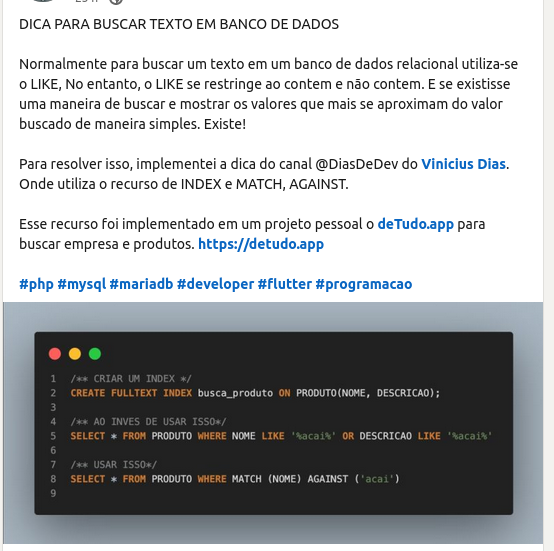 DICA PARA BUSCAR TEXTO EM BANCO DE DADOS
Normalmente para buscar um texto em um banco de dados relacional utiliza-se
o LIKE, No entanto, o LIKE se restringe ao contem e não contem. E se existisse
uma maneira de buscar e mostrar os valores que mais se aproximam do valor
buscado de maneira simples. Existe!
Para resolver isso, implementei a dica do canal @DiasDeDev do Vinicius Dias.
Onde utiliza o recurso de INDEX e MATCH, AGAINST.
Esse recurso foi implementado em um projeto pessoal o deTudo.app para
buscar empresa e produtos. https://detudo.app
#php #mysql #mariadb #developer #flutter #programacao
1 /** CRIAR UM INDEX */
2 CREATE FULLTEXT INDEX busca_produto ON PRODUTO(NOME, DESCRICAO);
3
4 /** AO INVES DE USAR ISSO*/
5 SELECT * FROM PRODUTO WHERE NOME LIKE '%acai%' OR DESCRICAO LIKE '%acai%'
6
7 /** USAR ISSO*/
8 SELECT * FROM PRODUTO WHERE MATCH (NOME) AGAINST ('acai')
9